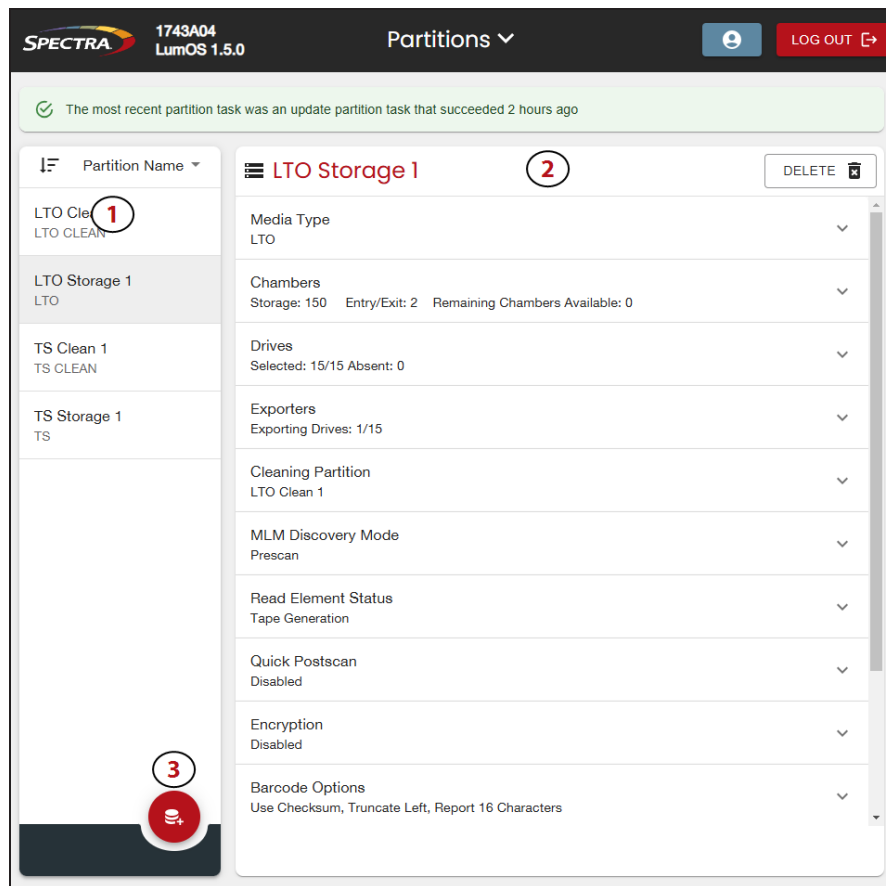 SPECTRA
1743A04
LumOS 1.5.0
Partitions
LOG OUT
The most recent partition task was an update partition task that succeeded 2 hours ago
Partition Name
LTO Cle
1
LTO CLEAN
LTO Storage 1
LTO
TS Clean 1
TS CLEAN
TS Storage 1
TS
3
LTO Storage 1
2
DELETE
Media Type
LTO
Chambers
Storage: 150 Entry/Exit: 2 Remaining Chambers Available: 0
Drives
Selected: 15/15 Absent: 0
Exporters
Exporting Drives: 1/15
Cleaning Partition
LTO Clean 1
MLM Discovery Mode
Prescan
Read Element Status
Tape Generation
Quick Postscan
Disabled
Encryption
Disabled
Barcode Options
Use Checksum, Truncate Left, Report 16 Characters